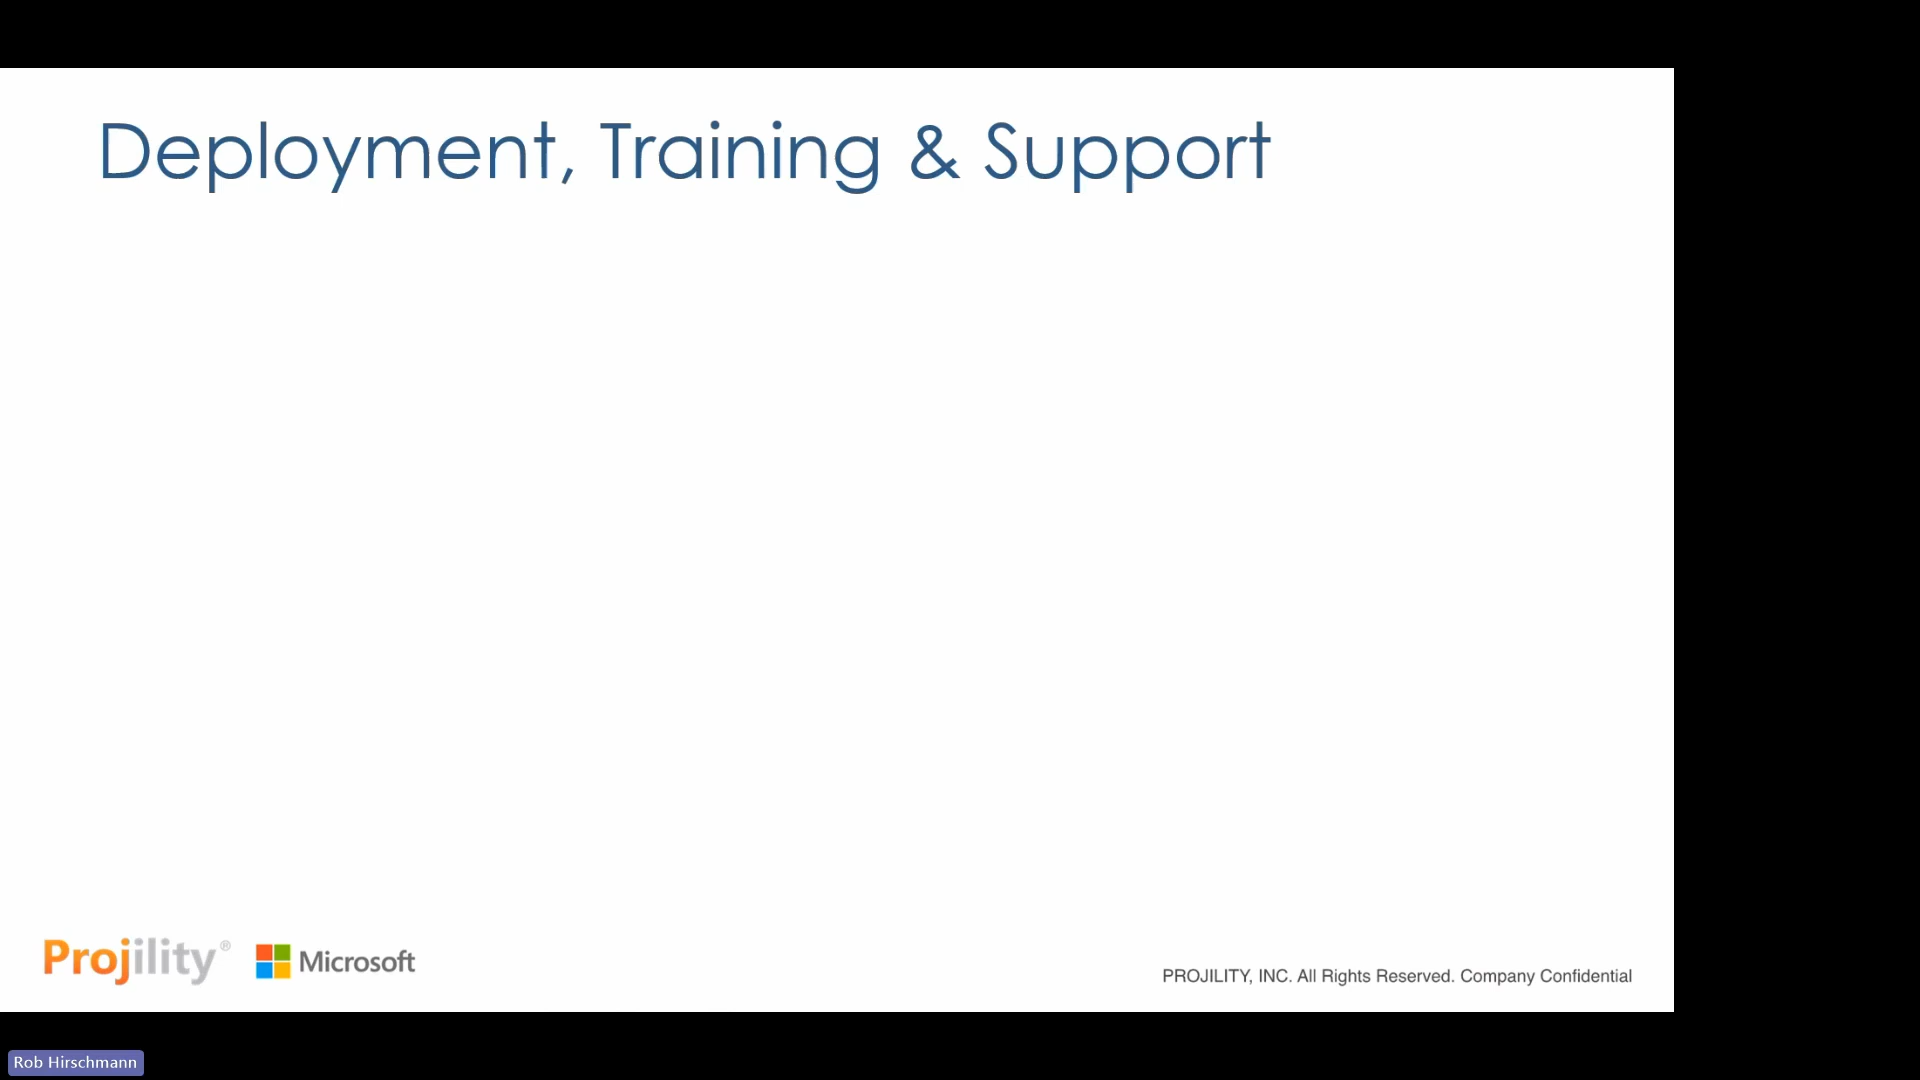 Deployment, Training & Support
Projility®
Microsoft
PROJILITY, INC. All Rights Reserved. Company Confidential
Rob Hirschmann